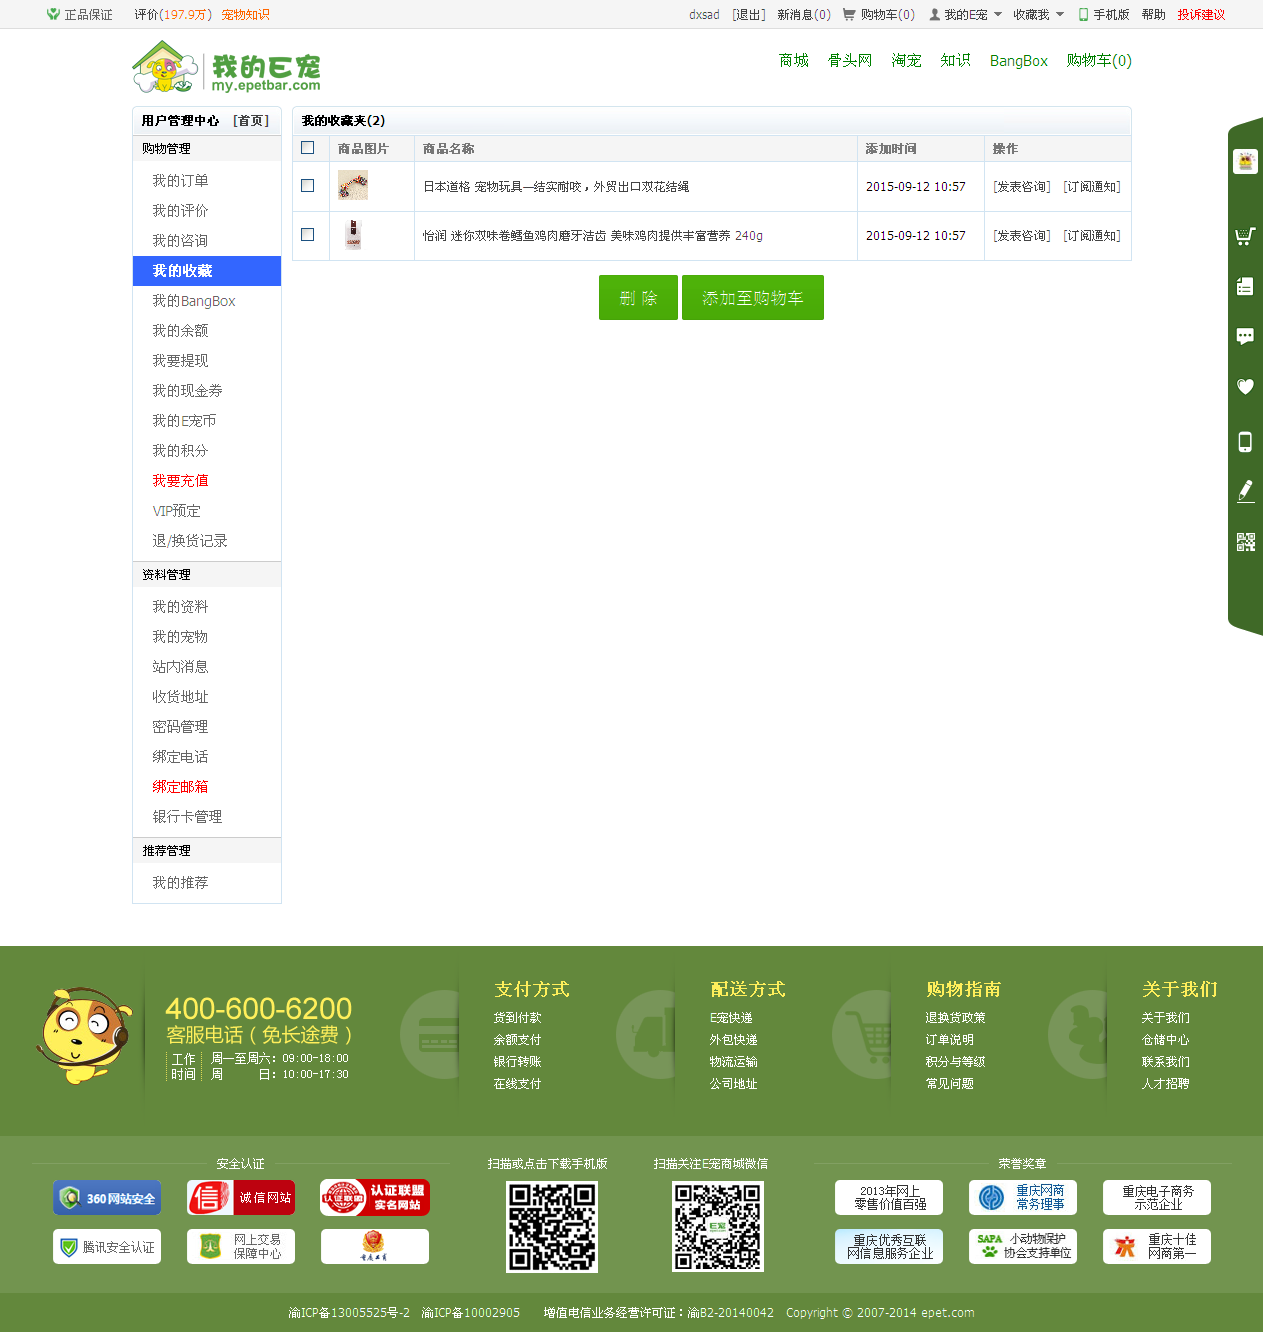 正品保证 评价(197.9万) 宠物知识 dxsad [退出] 新消息(0) 购物车(0) 我的E宠 收藏我 手机版 帮助 投诉建议
我的E宠
my.epetbar.com
商城 骨头网 淘宠 知识 BangBox 购物车(0)
用户管理中心 [首页]
购物管理
我的订单
我的评价
我的咨询
我的收藏
我的BangBox
我的余额
我要提现
我的现金券
我的E宠币
我的积分
我要充值
VIP预定
退/换货记录
资料管理
我的资料
我的宠物
站内消息
收货地址
密码管理
绑定电话
绑定邮箱
银行卡管理
推荐管理
我的推荐
我的收藏夹(2)
商品图片 商品名称 添加时间 操作
日本道格 宠物玩具—结实耐咬，外贸出口双花结绳 2015-09-12 10:57 [发表咨询] [订阅通知]
怡润 迷你双味卷鳕鱼鸡肉磨牙洁齿 美味鸡肉提供丰富营养 240g 2015-09-12 10:57 [发表咨询] [订阅通知]
删 除 添加至购物车
400-600-6200
客服电话（免长途费）
工作时间 周一至周六：09:00-18:00
周 日：10:00-17:30
支付方式
货到付款
余额支付
银行转账
在线支付
配送方式
E宠快递
外包快递
物流运输
公司地址
购物指南
退换货政策
订单说明
积分与等级
常见问题
关于我们
关于我们
仓储中心
联系我们
人才招聘
安全认证
360网站安全
信 诚信网站
认证联盟 认证联盟
实名网站
腾讯安全认证
网上交易
保障中心
重庆工商
扫描或点击下载手机版
扫描关注E宠商城微信
E宠
荣誉奖章
2013年网上
零售价值百强
重庆网商
常务理事
重庆电子商务
示范企业
重庆优秀互联
网信息服务企业
SAPA 小动物保护
协会支持单位
重庆十佳
网商第一
渝ICP备13005525号-2 渝ICP备10002905 增值电信业务经营许可证：渝B2-20140042 Copyright © 2007-2014 epet.com